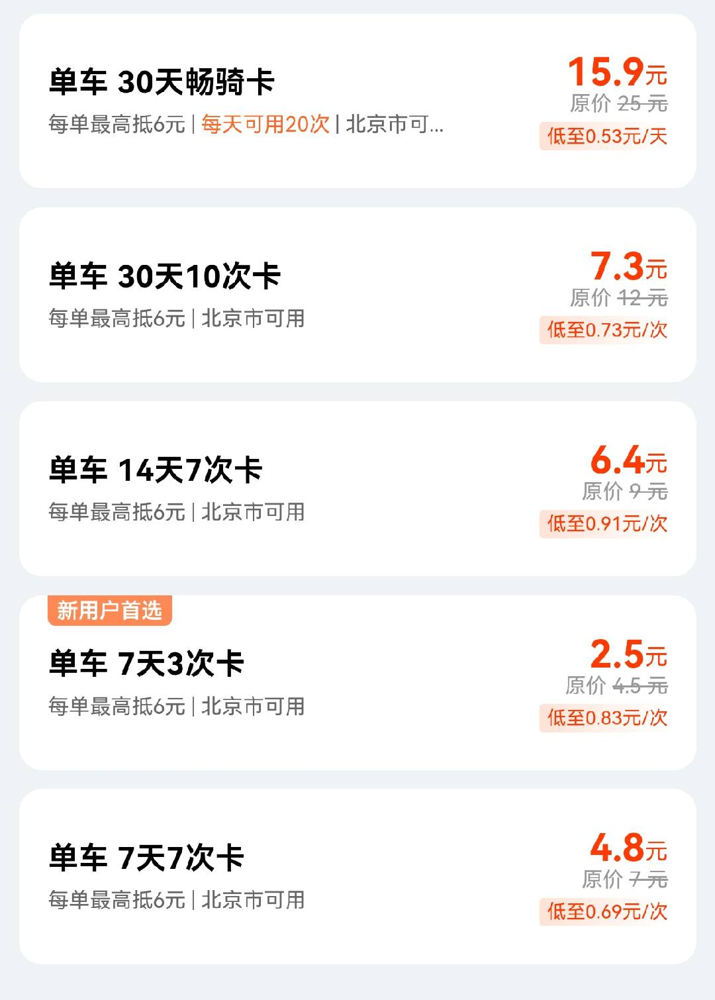 单车 30天畅骑卡
15.9元
原价 25 元
每单最高抵6元 | 每天可用20次 | 北京市可...
低至0.53元/天
单车 30天10次卡
7.3元
原价 12 元
每单最高抵6元 | 北京市可用
低至0.73元/次
单车 14天7次卡
6.4元
原价 9 元
每单最高抵6元 | 北京市可用
低至0.91元/次
新用户首选
单车 7天3次卡
2.5元
原价 4.5 元
每单最高抵6元 | 北京市可用
低至0.83元/次
单车 7天7次卡
4.8元
原价 7 元
每单最高抵6元 | 北京市可用
低至0.69元/次